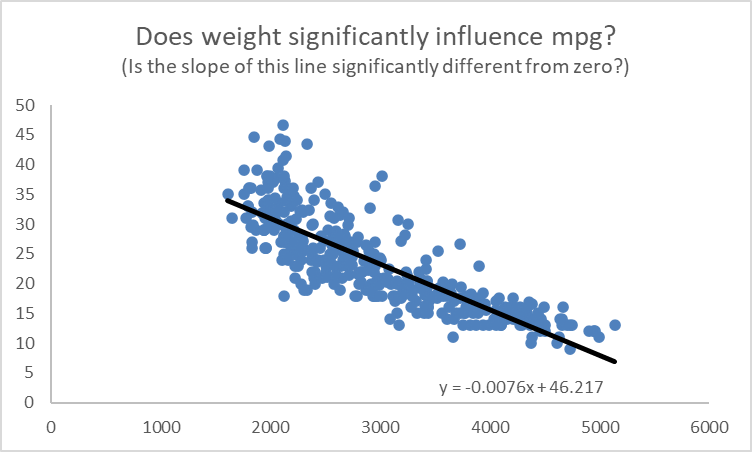 Does weight significantly influence mpg?
(Is the slope of this line significantly different from zero?)
50
45
40
35
30
25
20
15
10
5
0
y = -0.0076x + 46.217
0 1000 2000 3000 4000 5000 6000